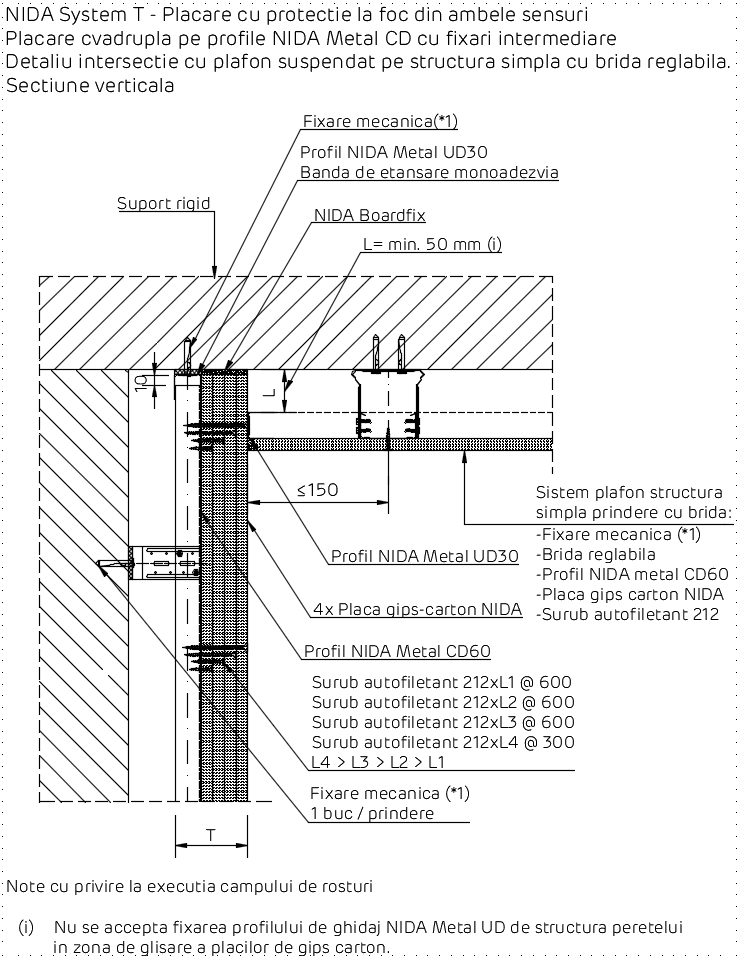 NIDA System T - Placare cu protectie la foc din ambele sensuri
Placare cvadrupla pe profile NIDA Metal CD cu fixari intermediare
Detaliu intersectie cu plafon suspendat pe structura simpla cu brida reglabila.
Sectiune verticala
Fixare mecanica(*1)
Profil NIDA Metal UD30
Banda de etansare monoadezvia
Suport rigid
NIDA Boardfix
L= min. 50 mm (i)
10
L
≤150
Sistem plafon structura
simpla prindere cu brida:
-Fixare mecanica (*1)
-Brida reglabila
-Profil NIDA metal CD60
-Placa gips carton NIDA
-Surub autofiletant 212
Profil NIDA Metal UD30
4x Placa gips-carton NIDA
Profil NIDA Metal CD60
Surub autofiletant 212xL1 @ 600
Surub autofiletant 212xL2 @ 600
Surub autofiletant 212xL3 @ 600
Surub autofiletant 212xL4 @ 300
L4 > L3 > L2 > L1
Fixare mecanica (*1)
1 buc / prindere
T
Note cu privire la executia campului de rosturi
(i) Nu se accepta fixarea profilului de ghidaj NIDA Metal UD de structura peretelui
in zona de glisare a placilor de gips carton.